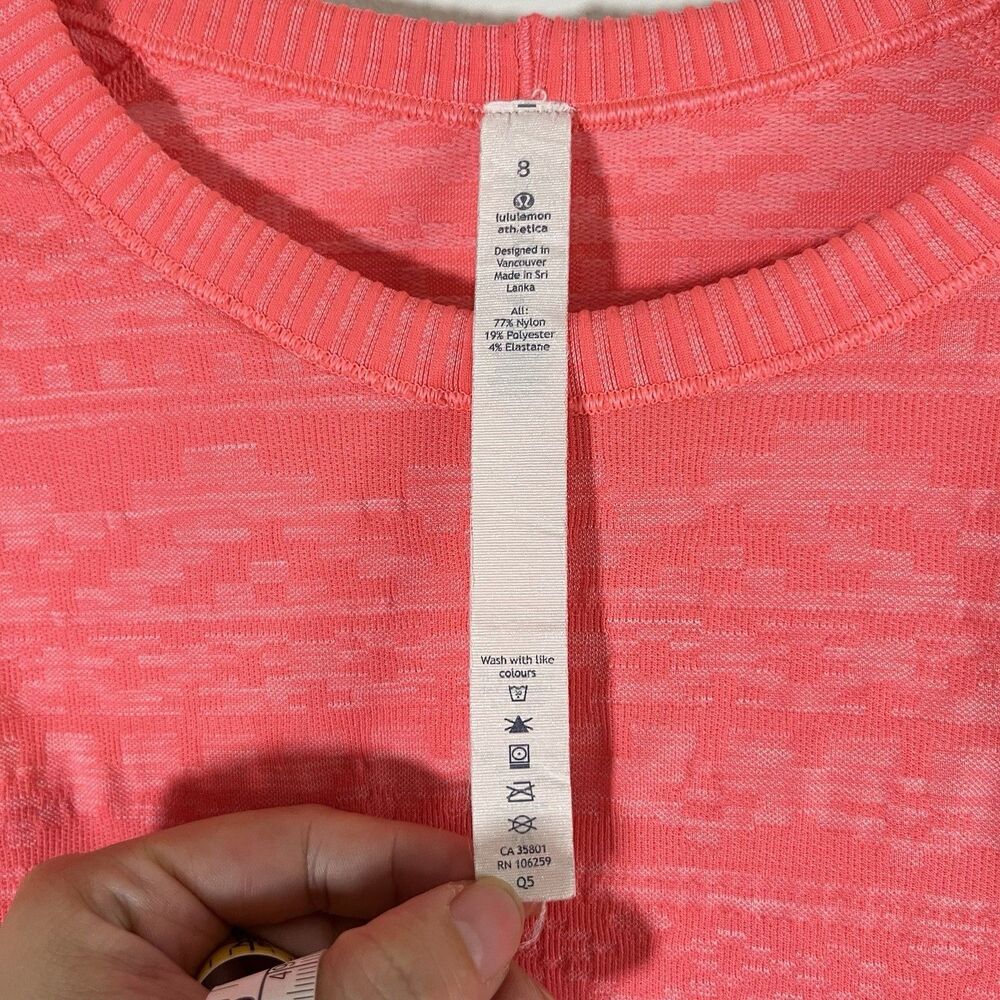 8
lululemon
athletica
Designed in
Vancouver
Made in Sri
Lanka
All:
77% Nylon
19% Polyester
4% Elastane
Wash with like
colours
CA 35801
RN 106259
Q5